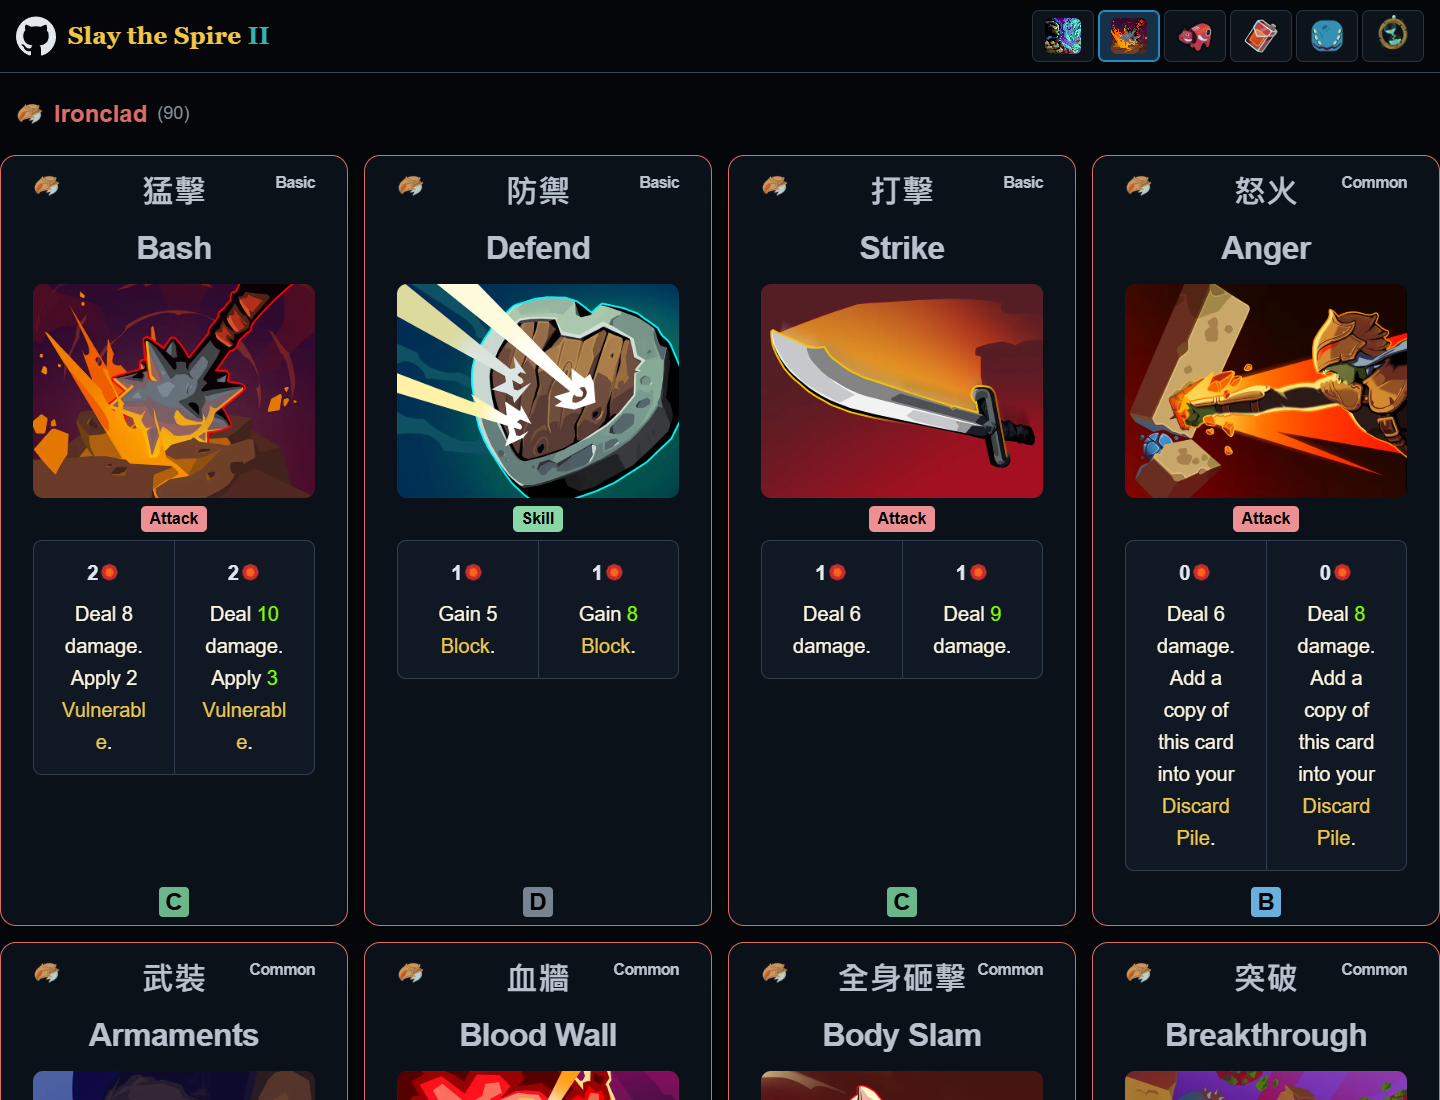 Slay the Spire II
Ironclad (90)
猛擊
Basic
Bash
Attack
2
2
Deal 8
damage.
Apply 2
Vulnerabl
e.
Deal 10
damage.
Apply 3
Vulnerabl
e.
C
防禦
Basic
Defend
Skill
1
1
Gain 5
Block.
Gain 8
Block.
D
打擊
Basic
Strike
Attack
1
1
Deal 6
damage.
Deal 9
damage.
C
怒火
Common
Anger
Attack
0
0
Deal 6
damage.
Add a
copy of
this card
into your
Discard
Pile.
Deal 8
damage.
Add a
copy of
this card
into your
Discard
Pile.
B
武裝
Common
Armaments
血牆
Common
Blood Wall
全身砸擊
Common
Body Slam
突破
Common
Breakthrough